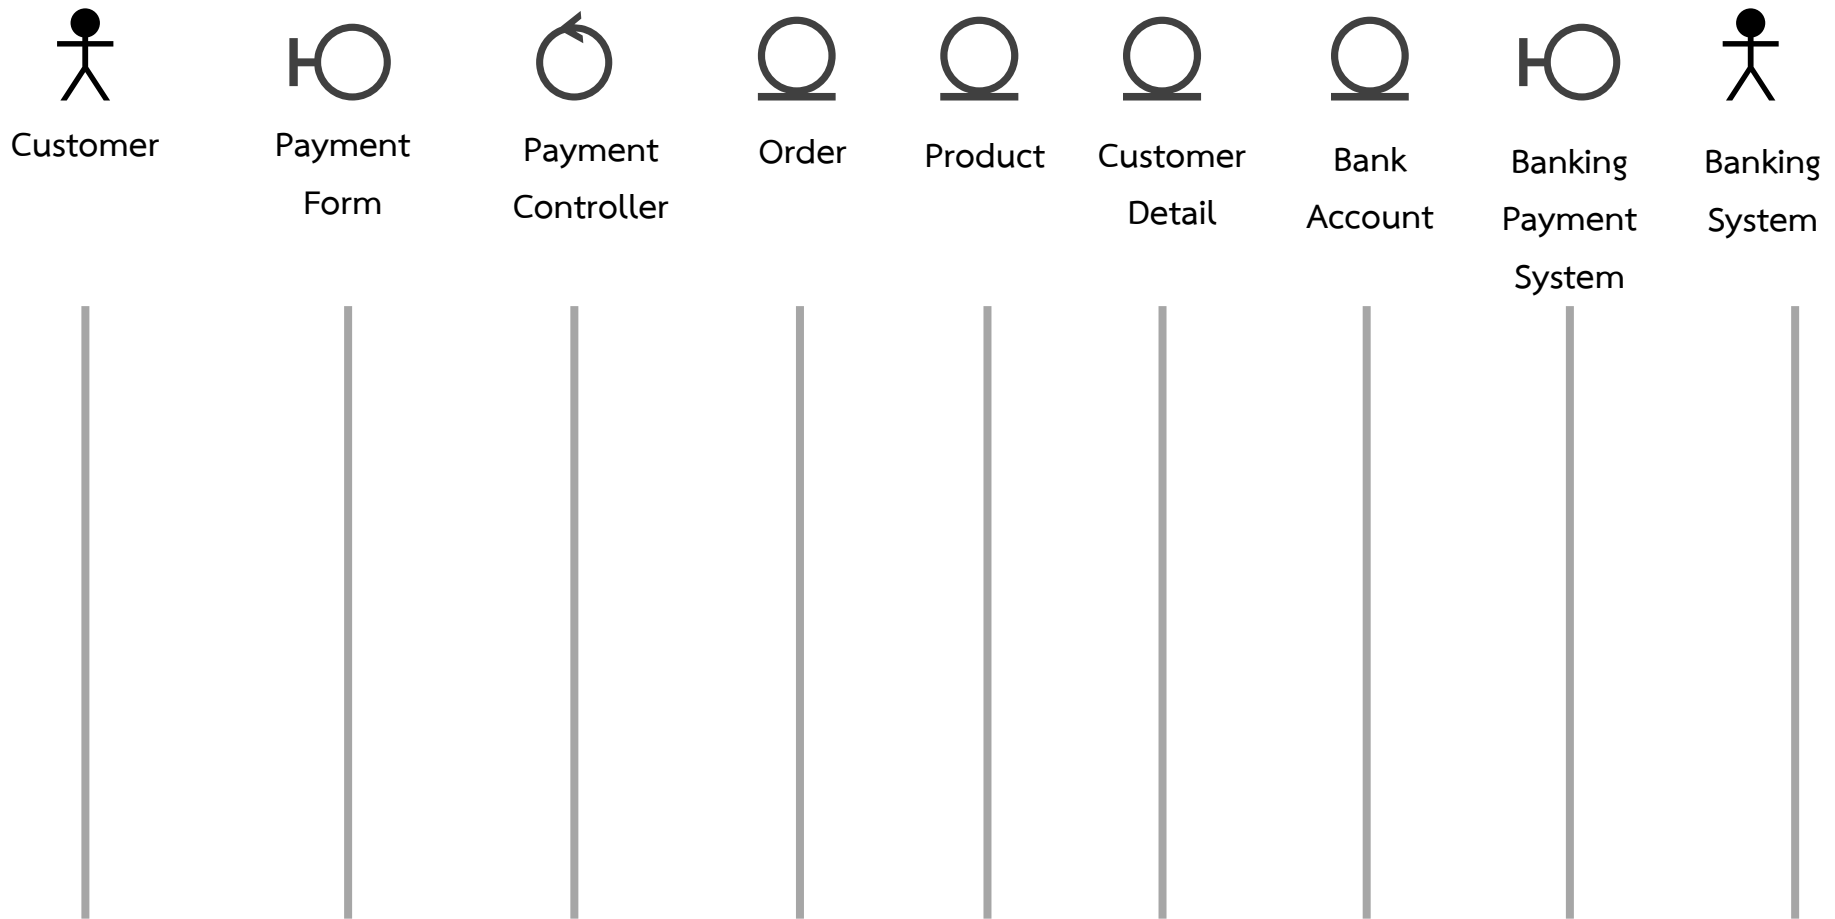 Customer
Payment
Form
Payment
Controller
Order
Product
Customer
Detail
Bank
Account
Banking
Payment
System
Banking
System